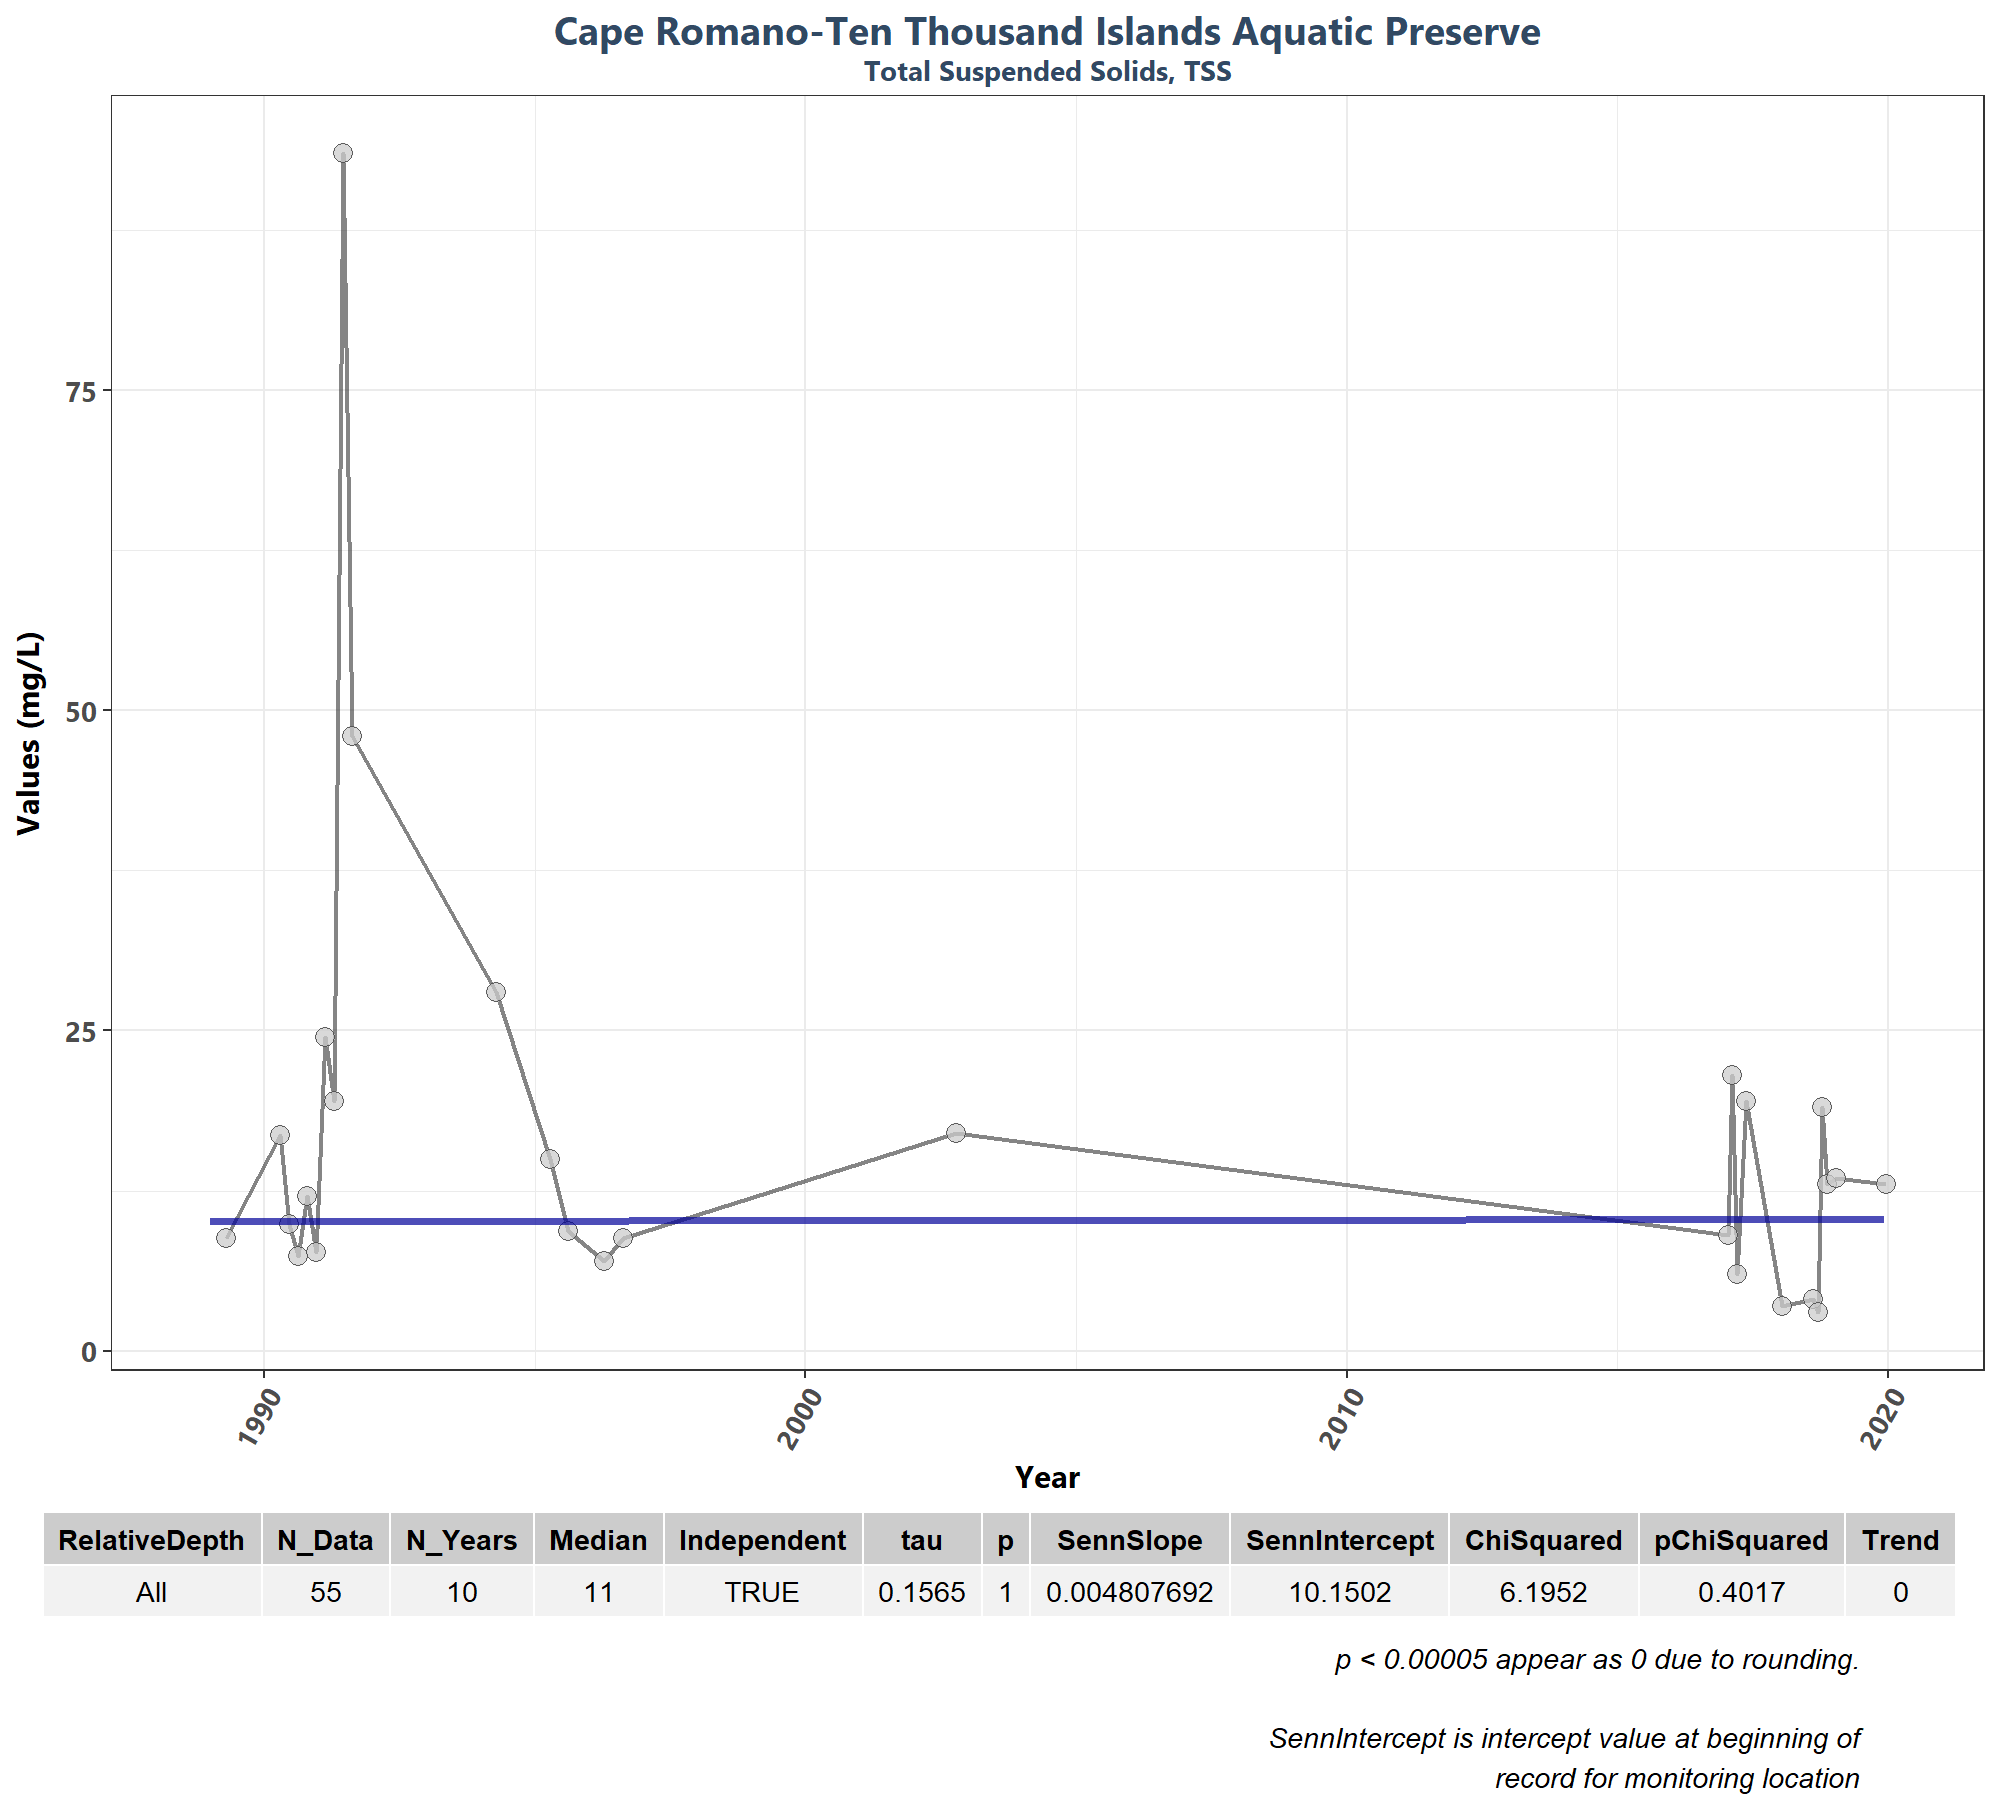 Cape Romano-Ten Thousand Islands Aquatic Preserve
Total Suspended Solids, TSS
Values (mg/L)
75
50
25
0
1990 2000 2010 2020
Year
RelativeDepth N_Data N_Years Median Independent tau p SennSlope SennIntercept ChiSquared pChiSquared Trend
All 55 10 11 TRUE 0.1565 1 0.004807692 10.1502 6.1952 0.4017 0
p < 0.00005 appear as 0 due to rounding.
SennIntercept is intercept value at beginning of
record for monitoring location